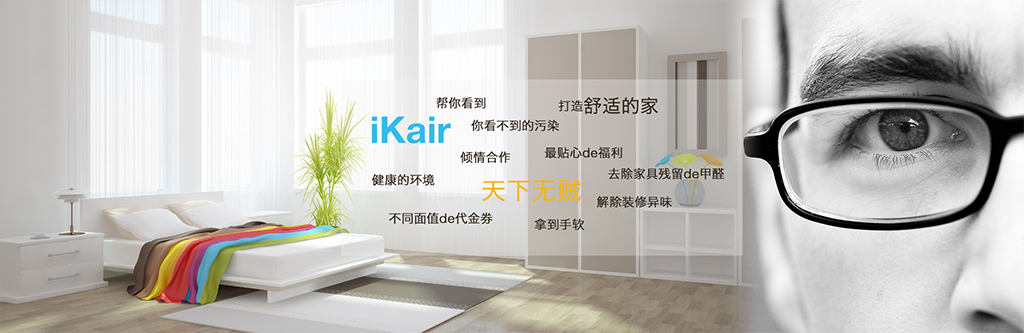 帮你看到
打造舒适的家
iKair
你看不到的污染
倾情合作
最贴心de福利
健康的环境
天下无贼
去除家具残留de甲醛
不同面值de代金券
拿到手软
解除装修异味